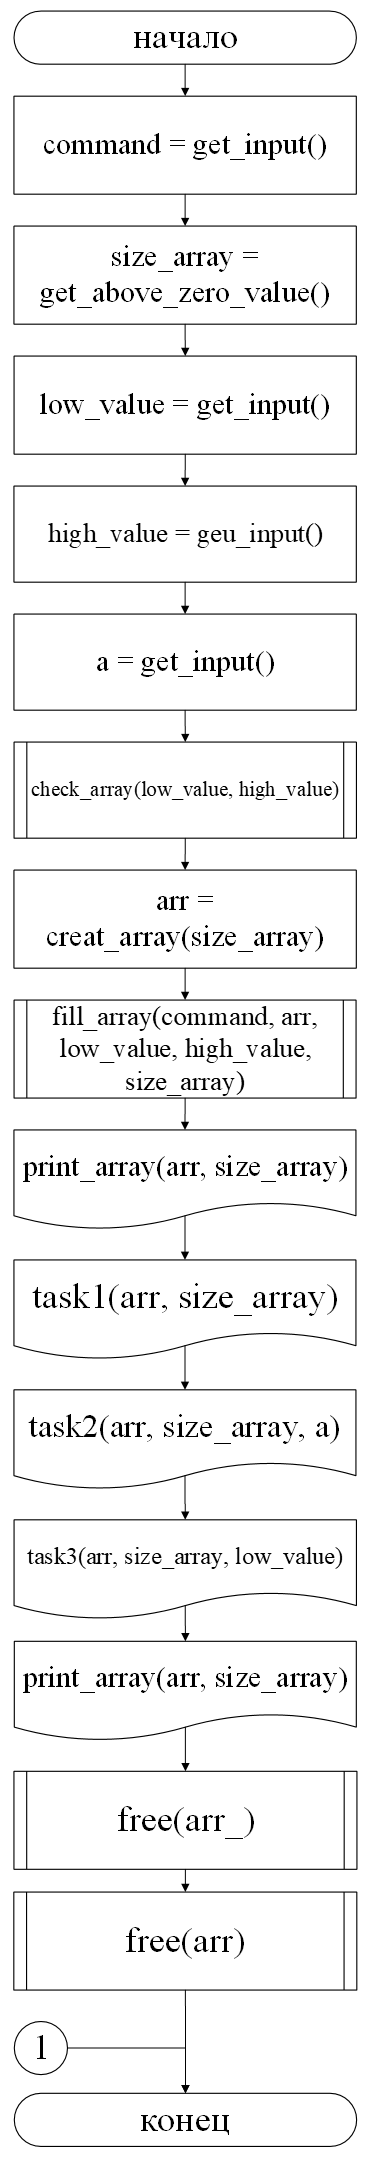 начало
command = get_input()
size_array =
get_above_zero_value()
low_value = get_input()
high_value = geu_input()
a = get_input()
check_array(low_value, high_value)
arr =
creat_array(size_array)
fill_array(command, arr,
low_value, high_value,
size_array)
print_array(arr, size_array)
task1(arr, size_array)
task2(arr, size_array, a)
task3(arr, size_array, low_value)
print_array(arr, size_array)
free(arr_)
free(arr)
1
конец